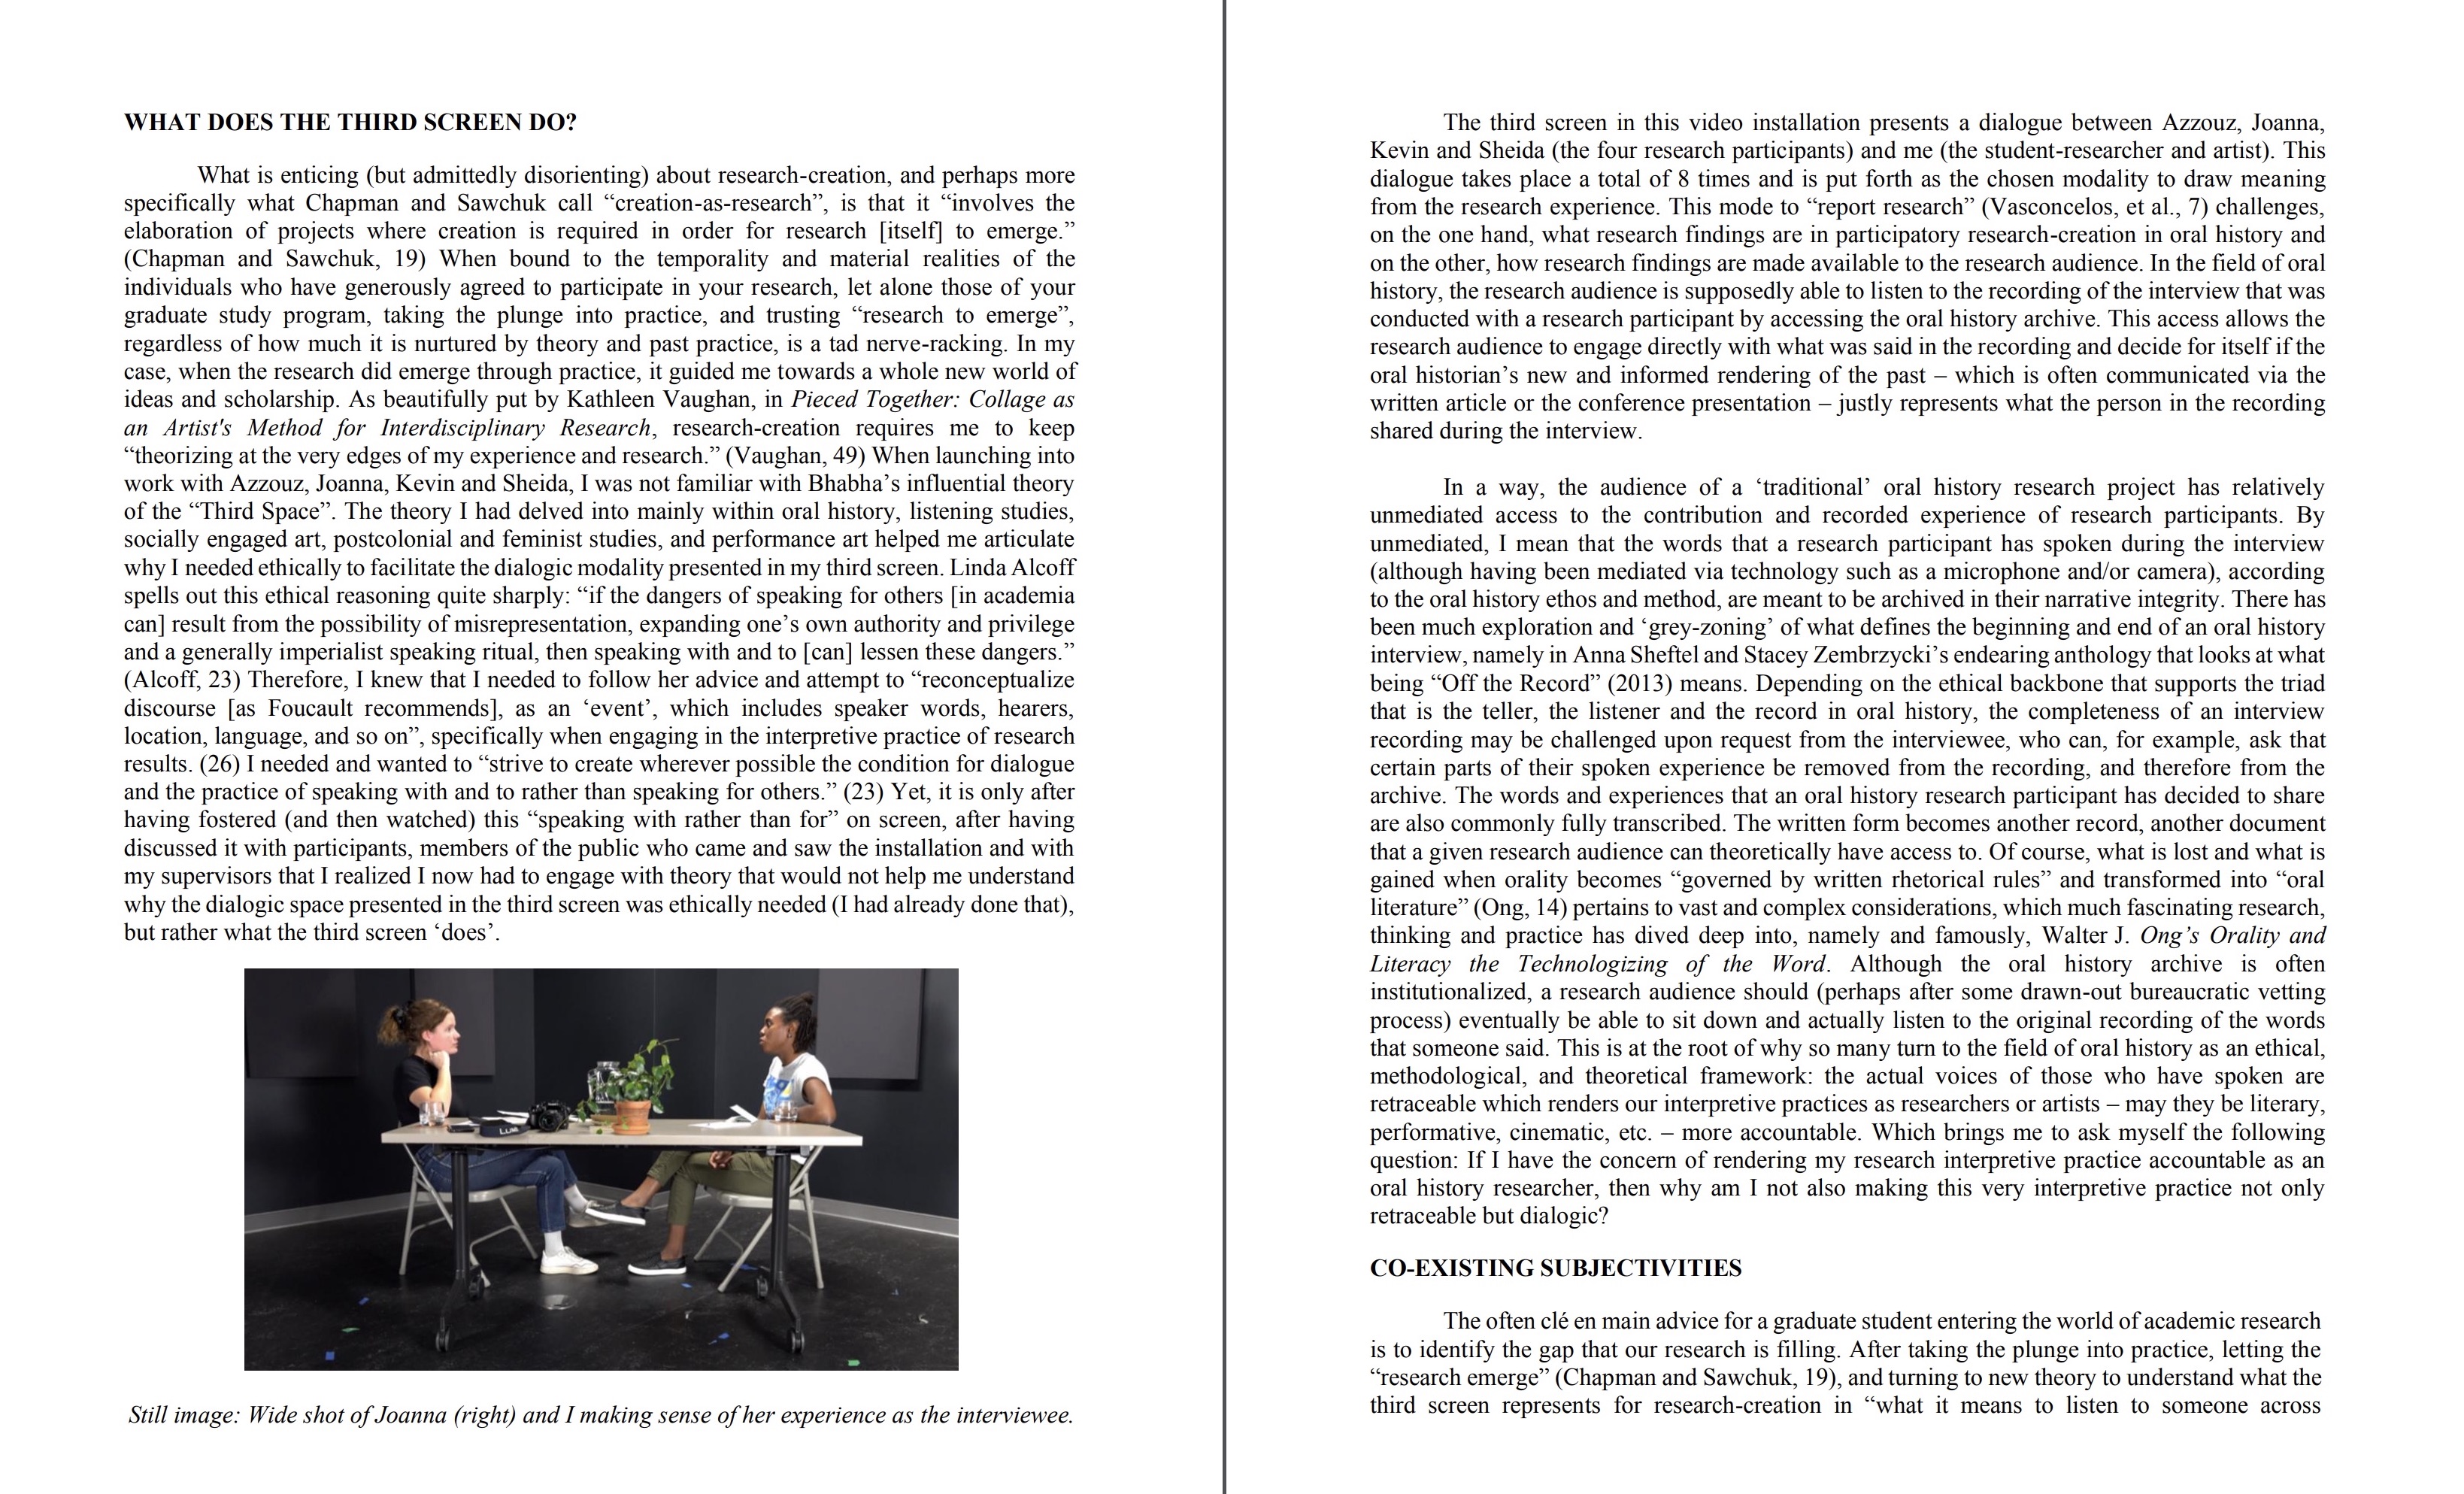 WHAT DOES THE THIRD SCREEN DO?
What is enticing (but admittedly disorienting) about research-creation, and perhaps more
specifically what Chapman and Sawchuk call “creation-as-research”, is that it “involves the
elaboration of projects where creation is required in order for research [itself] to emerge.”
(Chapman and Sawchuk, 19) When bound to the temporality and material realities of the
individuals who have generously agreed to participate in your research, let alone those of your
graduate study program, taking the plunge into practice, and trusting “research to emerge”,
regardless of how much it is nurtured by theory and past practice, is a tad nerve-racking. In my
case, when the research did emerge through practice, it guided me towards a whole new world of
ideas and scholarship. As beautifully put by Kathleen Vaughan, in Pieced Together: Collage as
an Artist's Method for Interdisciplinary Research, research-creation requires me to keep
“theorizing at the very edges of my experience and research.” (Vaughan, 49) When launching into
work with Azzouz, Joanna, Kevin and Sheida, I was not familiar with Bhabha’s influential theory
of the “Third Space”. The theory I had delved into mainly within oral history, listening studies,
socially engaged art, postcolonial and feminist studies, and performance art helped me articulate
why I needed ethically to facilitate the dialogic modality presented in my third screen. Linda Alcoff
spells out this ethical reasoning quite sharply: “if the dangers of speaking for others [in academia
can] result from the possibility of misrepresentation, expanding one’s own authority and privilege
and a generally imperialist speaking ritual, then speaking with and to [can] lessen these dangers.”
(Alcoff, 23) Therefore, I knew that I needed to follow her advice and attempt to “reconceptualize
discourse [as Foucault recommends], as an ‘event’, which includes speaker words, hearers,
location, language, and so on”, specifically when engaging in the interpretive practice of research
results. (26) I needed and wanted to “strive to create wherever possible the condition for dialogue
and the practice of speaking with and to rather than speaking for others.” (23) Yet, it is only after
having fostered (and then watched) this “speaking with rather than for” on screen, after having
discussed it with participants, members of the public who came and saw the installation and with
my supervisors that I realized I now had to engage with theory that would not help me understand
why the dialogic space presented in the third screen was ethically needed (I had already done that),
but rather what the third screen ‘does’.
LUMI
Still image: Wide shot of Joanna (right) and I making sense of her experience as the interviewee.
The third screen in this video installation presents a dialogue between Azzouz, Joanna,
Kevin and Sheida (the four research participants) and me (the student-researcher and artist). This
dialogue takes place a total of 8 times and is put forth as the chosen modality to draw meaning
from the research experience. This mode to “report research” (Vasconcelos, et al., 7) challenges,
on the one hand, what research findings are in participatory research-creation in oral history and
on the other, how research findings are made available to the research audience. In the field of oral
history, the research audience is supposedly able to listen to the recording of the interview that was
conducted with a research participant by accessing the oral history archive. This access allows the
research audience to engage directly with what was said in the recording and decide for itself if the
oral historian’s new and informed rendering of the past – which is often communicated via the
written article or the conference presentation – justly represents what the person in the recording
shared during the interview.
In a way, the audience of a ‘traditional’ oral history research project has relatively
unmediated access to the contribution and recorded experience of research participants. By
unmediated, I mean that the words that a research participant has spoken during the interview
(although having been mediated via technology such as a microphone and/or camera), according
to the oral history ethos and method, are meant to be archived in their narrative integrity. There has
been much exploration and ‘grey-zoning’ of what defines the beginning and end of an oral history
interview, namely in Anna Sheftel and Stacey Zembrzycki’s endearing anthology that looks at what
being “Off the Record” (2013) means. Depending on the ethical backbone that supports the triad
that is the teller, the listener and the record in oral history, the completeness of an interview
recording may be challenged upon request from the interviewee, who can, for example, ask that
certain parts of their spoken experience be removed from the recording, and therefore from the
archive. The words and experiences that an oral history research participant has decided to share
are also commonly fully transcribed. The written form becomes another record, another document
that a given research audience can theoretically have access to. Of course, what is lost and what is
gained when orality becomes “governed by written rhetorical rules” and transformed into “oral
literature” (Ong, 14) pertains to vast and complex considerations, which much fascinating research,
thinking and practice has dived deep into, namely and famously, Walter J. Ong’s Orality and
Literacy the Technologizing of the Word. Although the oral history archive is often
institutionalized, a research audience should (perhaps after some drawn-out bureaucratic vetting
process) eventually be able to sit down and actually listen to the original recording of the words
that someone said. This is at the root of why so many turn to the field of oral history as an ethical,
methodological, and theoretical framework: the actual voices of those who have spoken are
retraceable which renders our interpretive practices as researchers or artists – may they be literary,
performative, cinematic, etc. – more accountable. Which brings me to ask myself the following
question: If I have the concern of rendering my research interpretive practice accountable as an
oral history researcher, then why am I not also making this very interpretive practice not only
retraceable but dialogic?
CO-EXISTING SUBJECTIVITIES
The often clé en main advice for a graduate student entering the world of academic research
is to identify the gap that our research is filling. After taking the plunge into practice, letting the
“research emerge” (Chapman and Sawchuk, 19), and turning to new theory to understand what the
third screen represents for research-creation in “what it means to listen to someone across